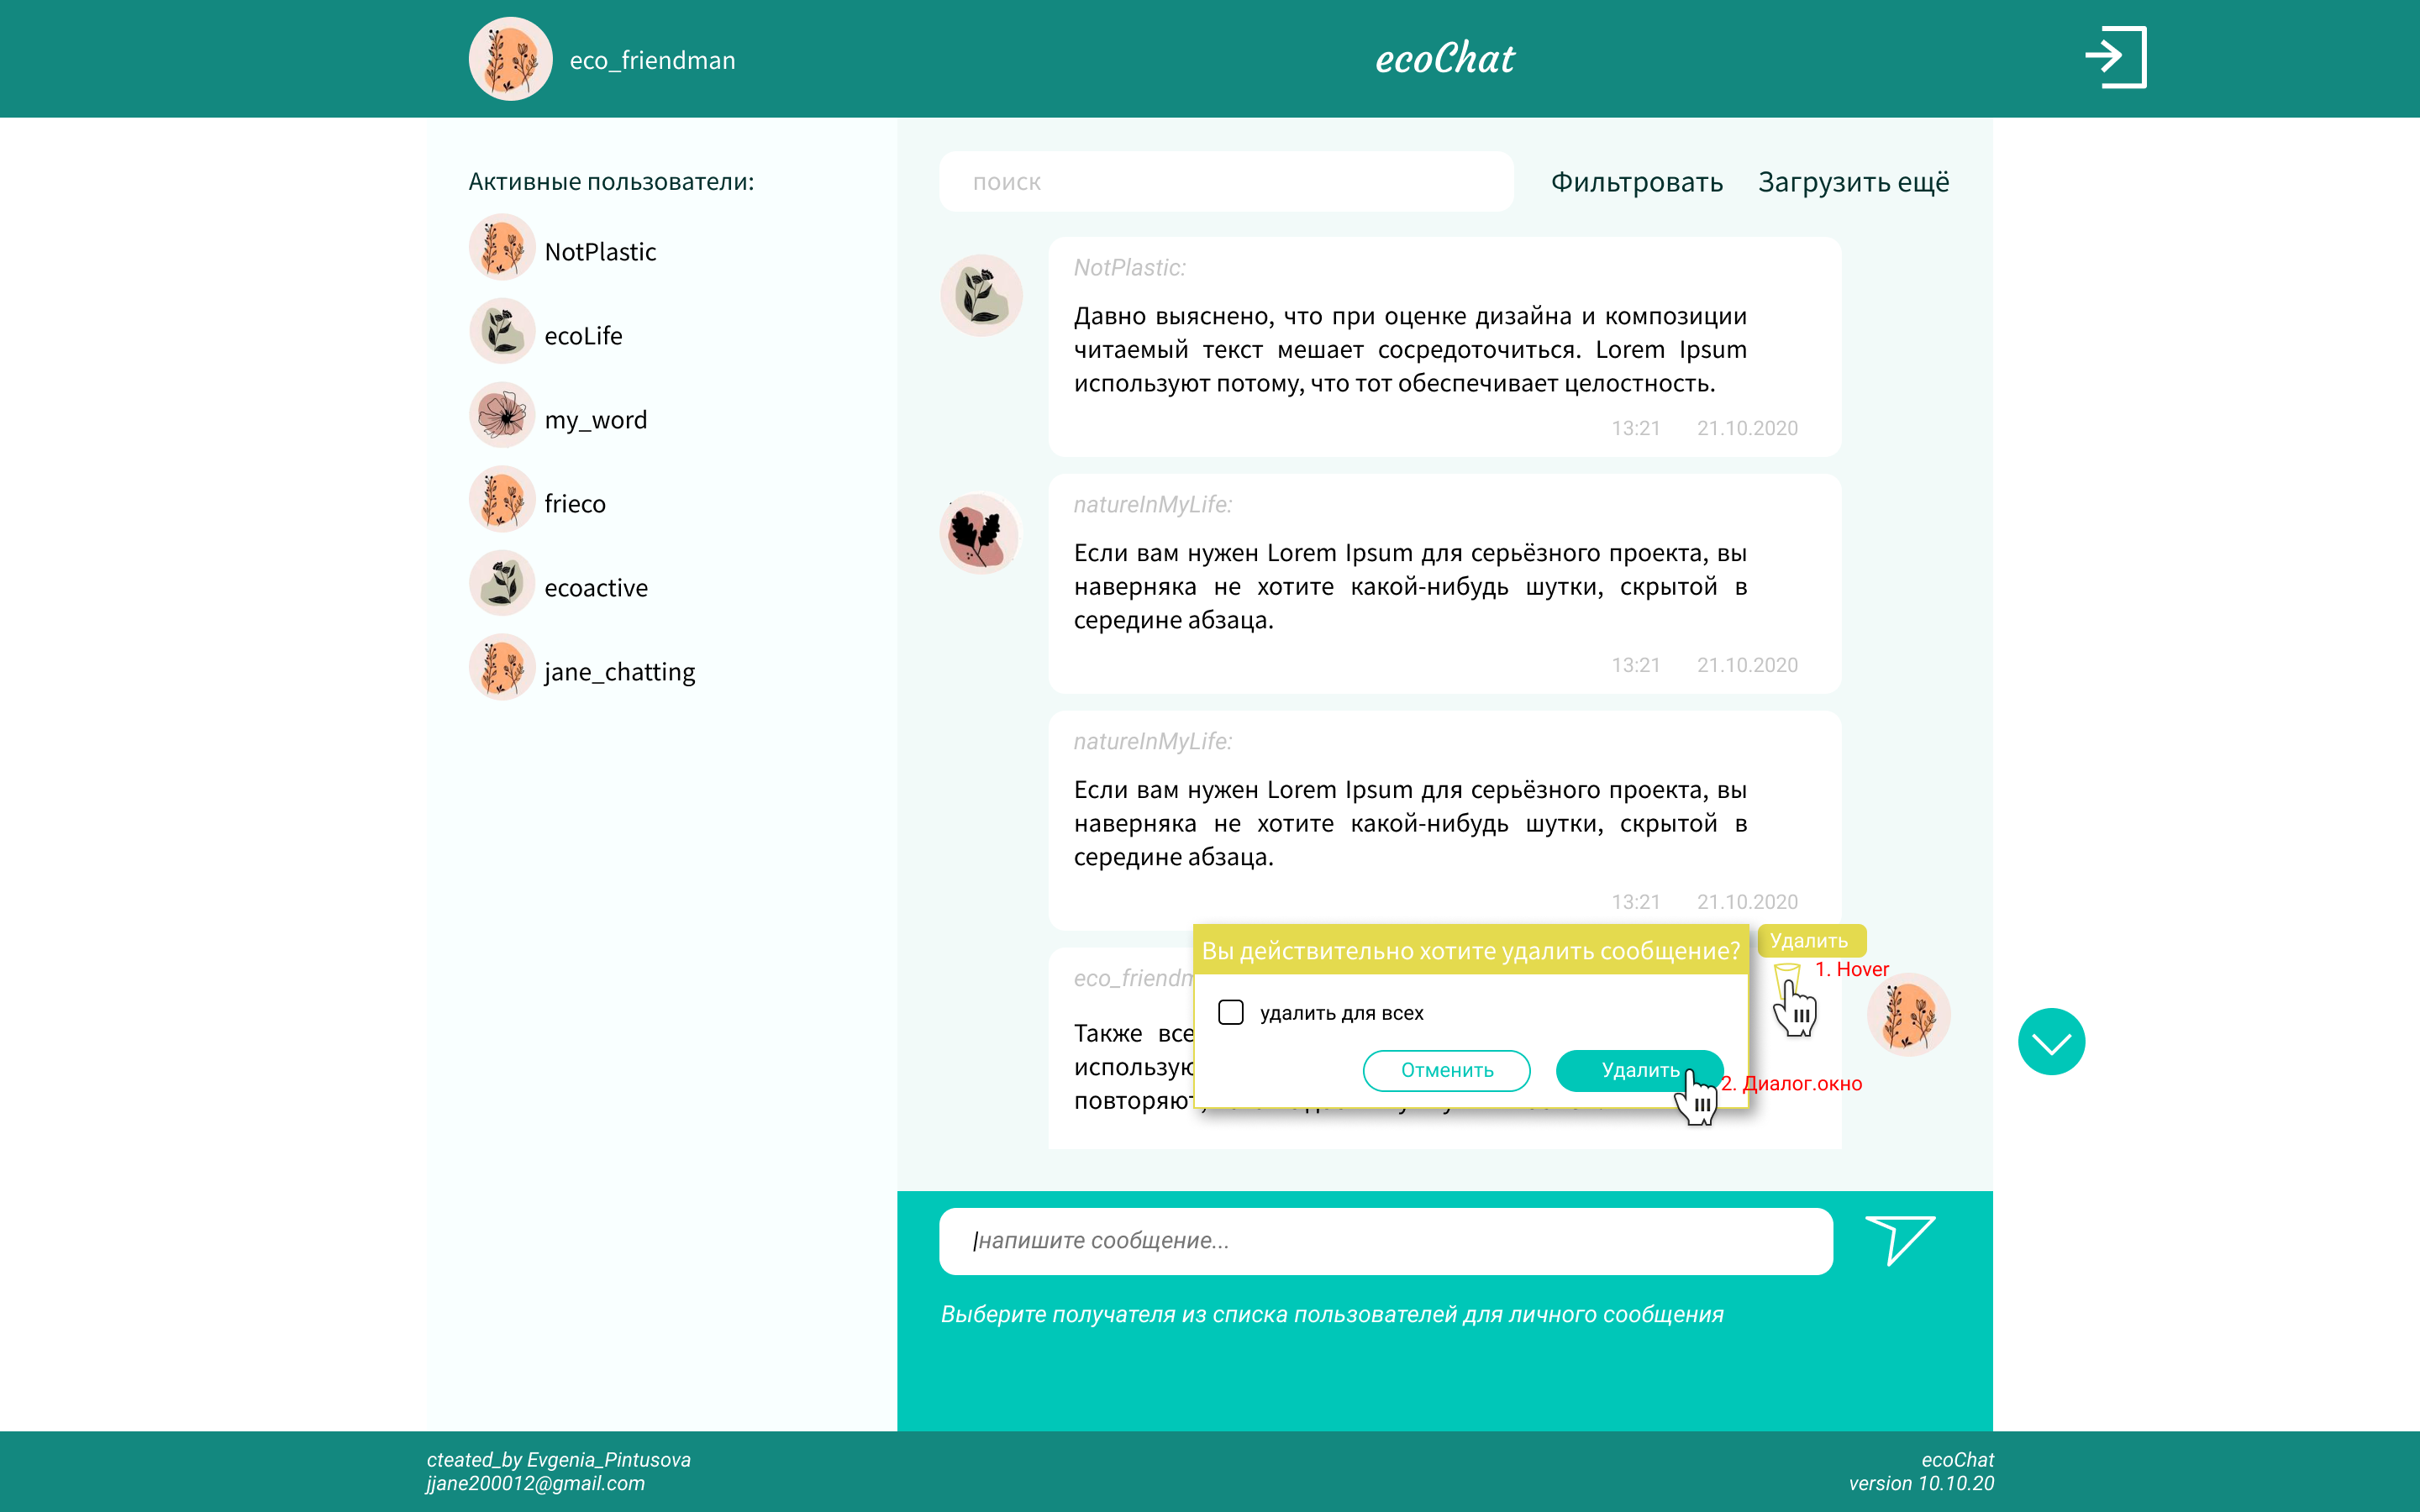 eco_friendman
ecoChat
Активные пользователи:
NotPlastic
ecoLife
my_word
frieco
ecoactive
jane_chatting
поиск
Фильтровать
Загрузить ещё
NotPlastic:
Давно выяснено, что при оценке дизайна и композиции
читаемый текст мешает сосредоточиться. Lorem Ipsum
используют потому, что тот обеспечивает целостность.
13:21 21.10.2020
natureInMyLife:
Если вам нужен Lorem Ipsum для серьёзного проекта, вы
наверняка не хотите какой-нибудь шутки, скрытой в
середине абзаца.
13:21 21.10.2020
natureInMyLife:
Если вам нужен Lorem Ipsum для серьёзного проекта, вы
наверняка не хотите какой-нибудь шутки, скрытой в
середине абзаца.
13:21 21.10.2020
eco_friendm
Также все
используют
повторяют,
Вы действительно хотите удалить сообщение?
удалить для всех
Отменить
Удалить
Удалить
1. Hover
2. Диалог.окно
напишите сообщение...
Выберите получателя из списка пользователей для личного сообщения
cteated_by Evgenia_Pintusova
jjane200012@gmail.com
ecoChat
version 10.10.20